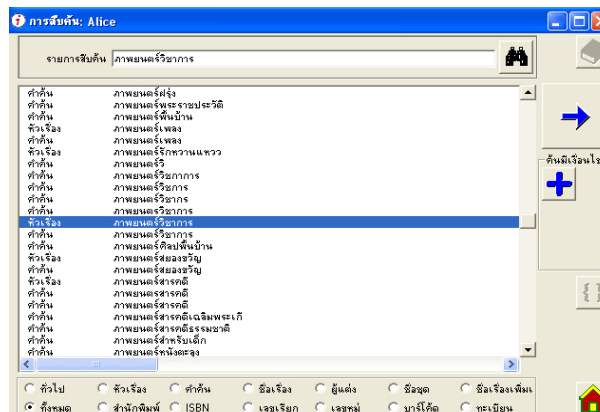 การสืบค้น: Alice
รายการสืบค้น ภาพยนตร์วิชาการ
คำค้น ภาพยนตร์ฝรั่ง
คำค้น ภาพยนตร์พระราชประวัติ
คำค้น ภาพยนตร์พื้นบ้าน
หัวเรื่อง ภาพยนตร์เพลง
คำค้น ภาพยนตร์เพลง
หัวเรื่อง ภาพยนตร์รักหวานแหวว
คำค้น ภาพยนตร์วิ
คำค้น ภาพยนตร์วิชกาการ
คำค้น ภาพยนตร์วิชการ
คำค้น ภาพยนตร์วิชากร
คำค้น ภาพยนตร์วิชาการ
หัวเรื่อง ภาพยนตร์วิชาการ
คำค้น ภาพยนตร์วิชาการ
คำค้น ภาพยนตร์ศิลปพื้นบ้าน
หัวเรื่อง ภาพยนตร์สยองขวัญ
คำค้น ภาพยนตร์สยองขวัญ
หัวเรื่อง ภาพยนตร์สารคดี
คำค้น ภาพยนตร์สารคดี
คำค้น ภาพยนตร์สารคดี
คำค้น ภาพยนตร์สารคดีเฉลิมพระเกี
คำค้น ภาพยนตร์สารคดีธรรมชาติ
คำค้น ภาพยนตร์สำหรับเด็ก
คำค้น ภาพยนตร์หนังตะลุง
ค้นมีเงื่อนไข
ทั่วไป หัวเรื่อง คำค้น ชื่อเรื่อง ผู้แต่ง ชื่อชุด ชื่อเรื่องเพิ่มเ
ทั้งหมด สำนักพิมพ์ ISBN เลขเรียก เลขหมู่ บาร์โค้ด ทะเบียน